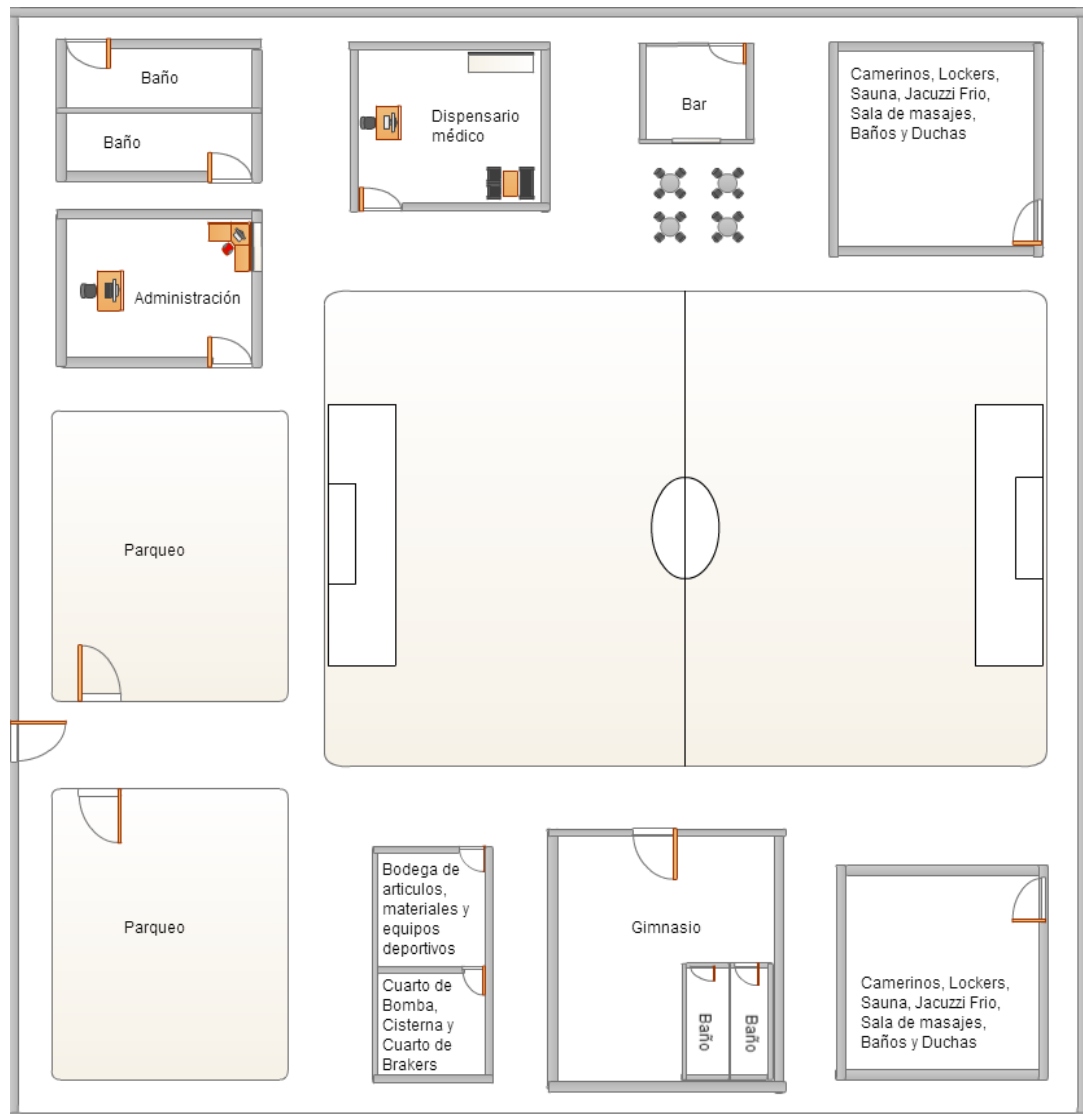 Baño
Baño
Dispensario
médico
Bar
Camerinos, Lockers,
Sauna, Jacuzzi Frio,
Sala de masajes,
Baños y Duchas
Administración
Parqueo
Parqueo
Bodega de
articulos,
materiales y
equipos
deportivos
Cuarto de
Bomba,
Cisterna y
Cuarto de
Brakers
Gimnasio
Baño
Baño
Camerinos, Lockers,
Sauna, Jacuzzi Frio,
Sala de masajes,
Baños y Duchas